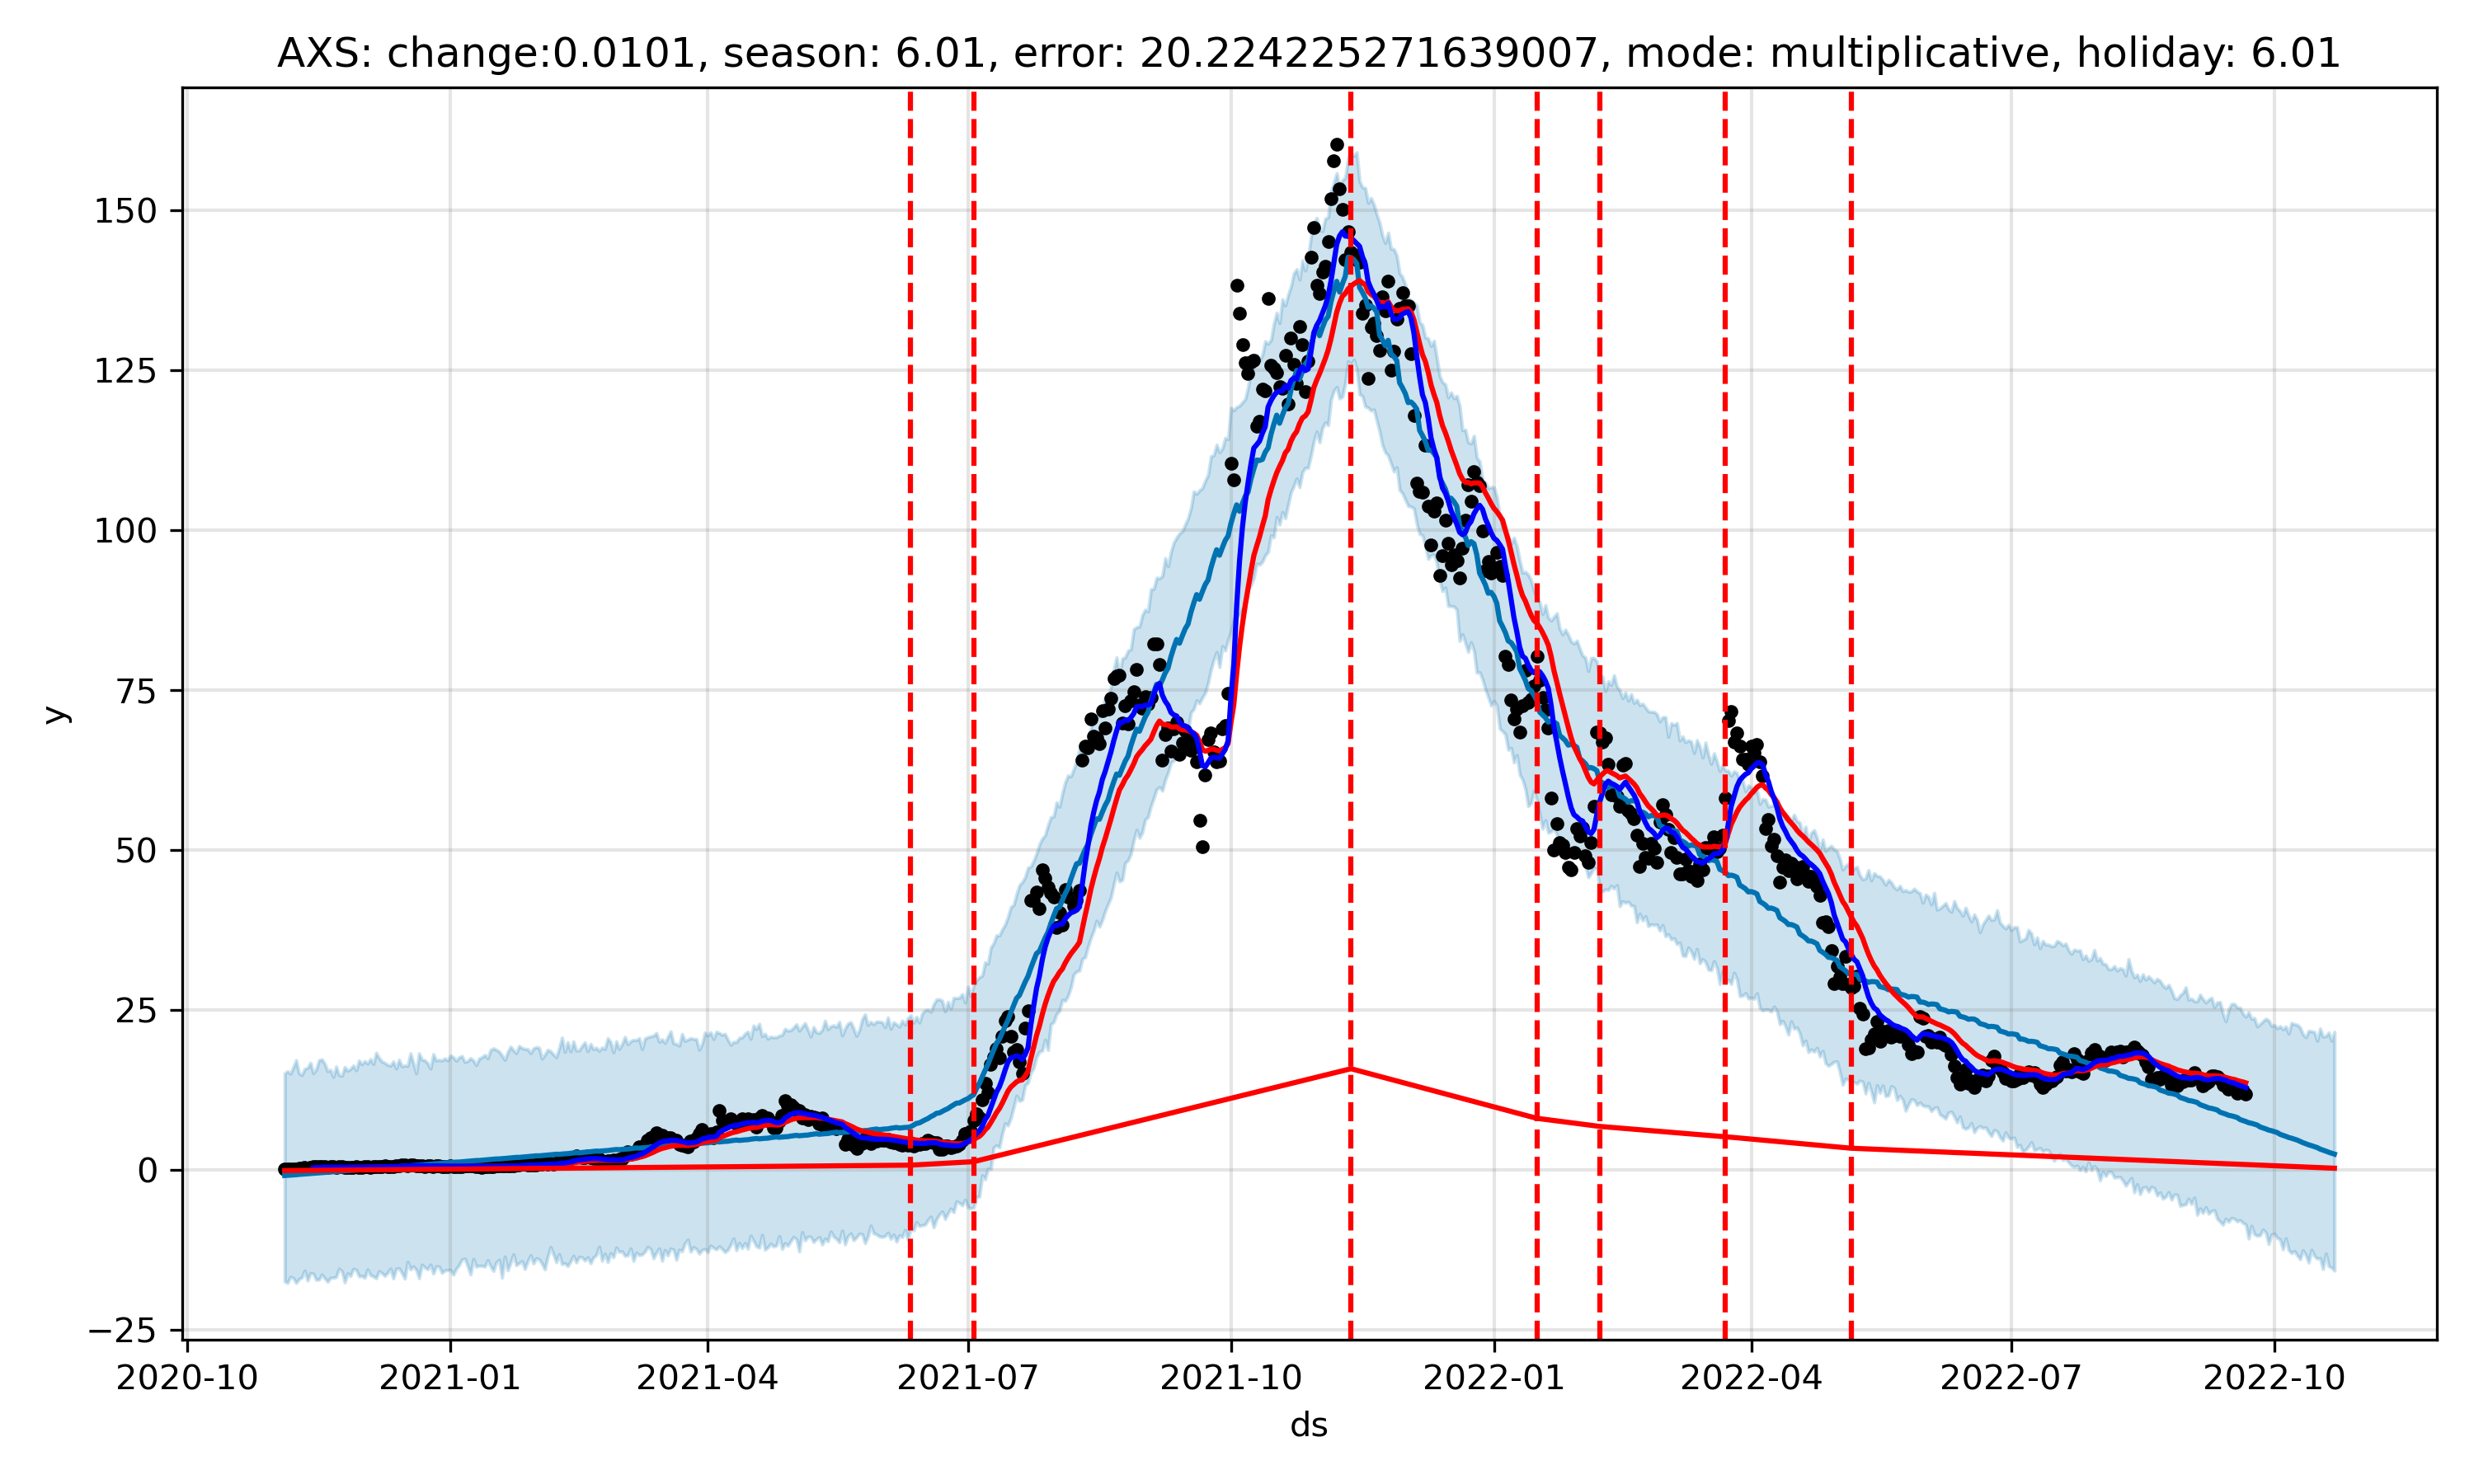 AXS: change:0.0101, season: 6.01, error: 20.224225271639007, mode: multiplicative, holiday: 6.01
150
125
100
75
50
25
0
−25
y
2020-10 2021-01 2021-04 2021-07 2021-10 2022-01 2022-04 2022-07 2022-10
ds